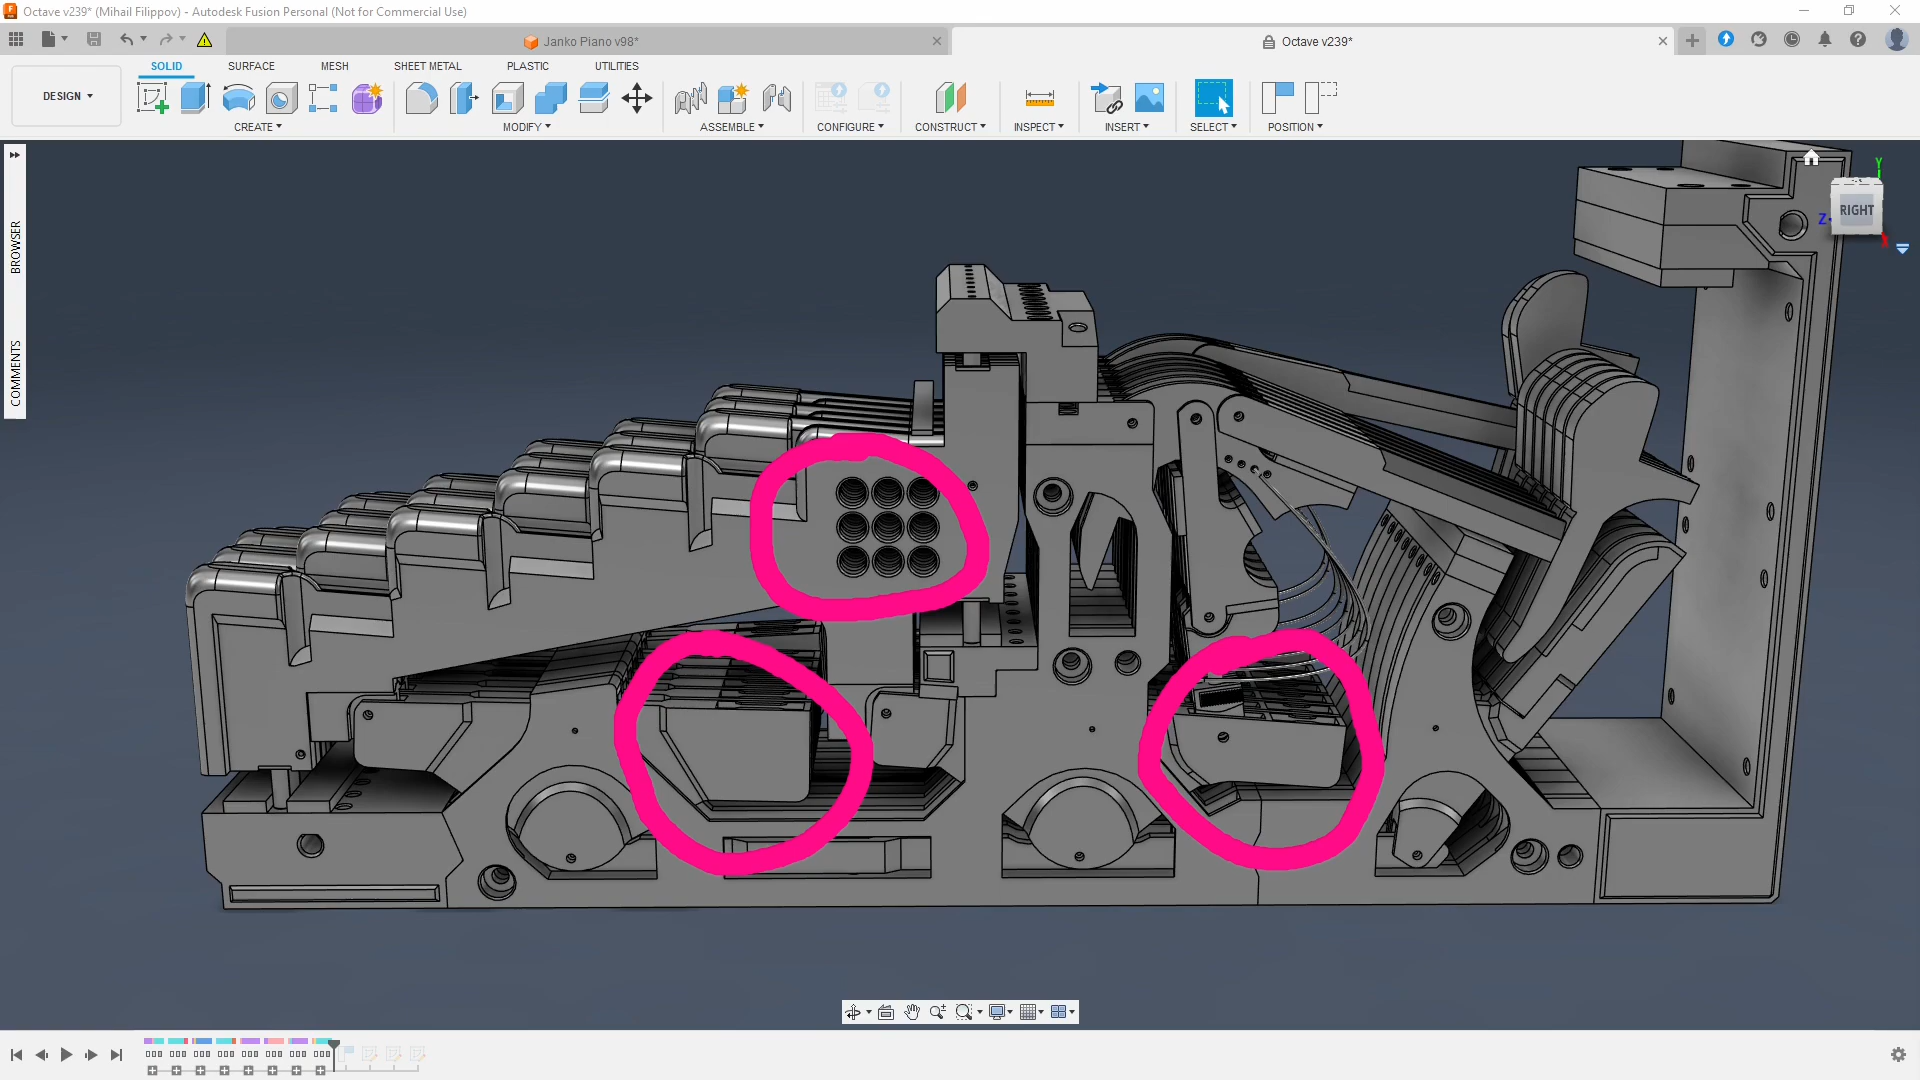 Octave v239* (Mihail Filippov) - Autodesk Fusion Personal (Not for Commercial Use)
Janko Piano v98*
Octave v239*
DESIGN
SOLID
SURFACE
MESH
SHEET METAL
PLASTIC
UTILITIES
CREATE
MODIFY
ASSEMBLE
CONFIGURE
CONSTRUCT
INSPECT
INSERT
SELECT
POSITION
BROWSER
COMMENTS
Y
Z
X
RIGHT